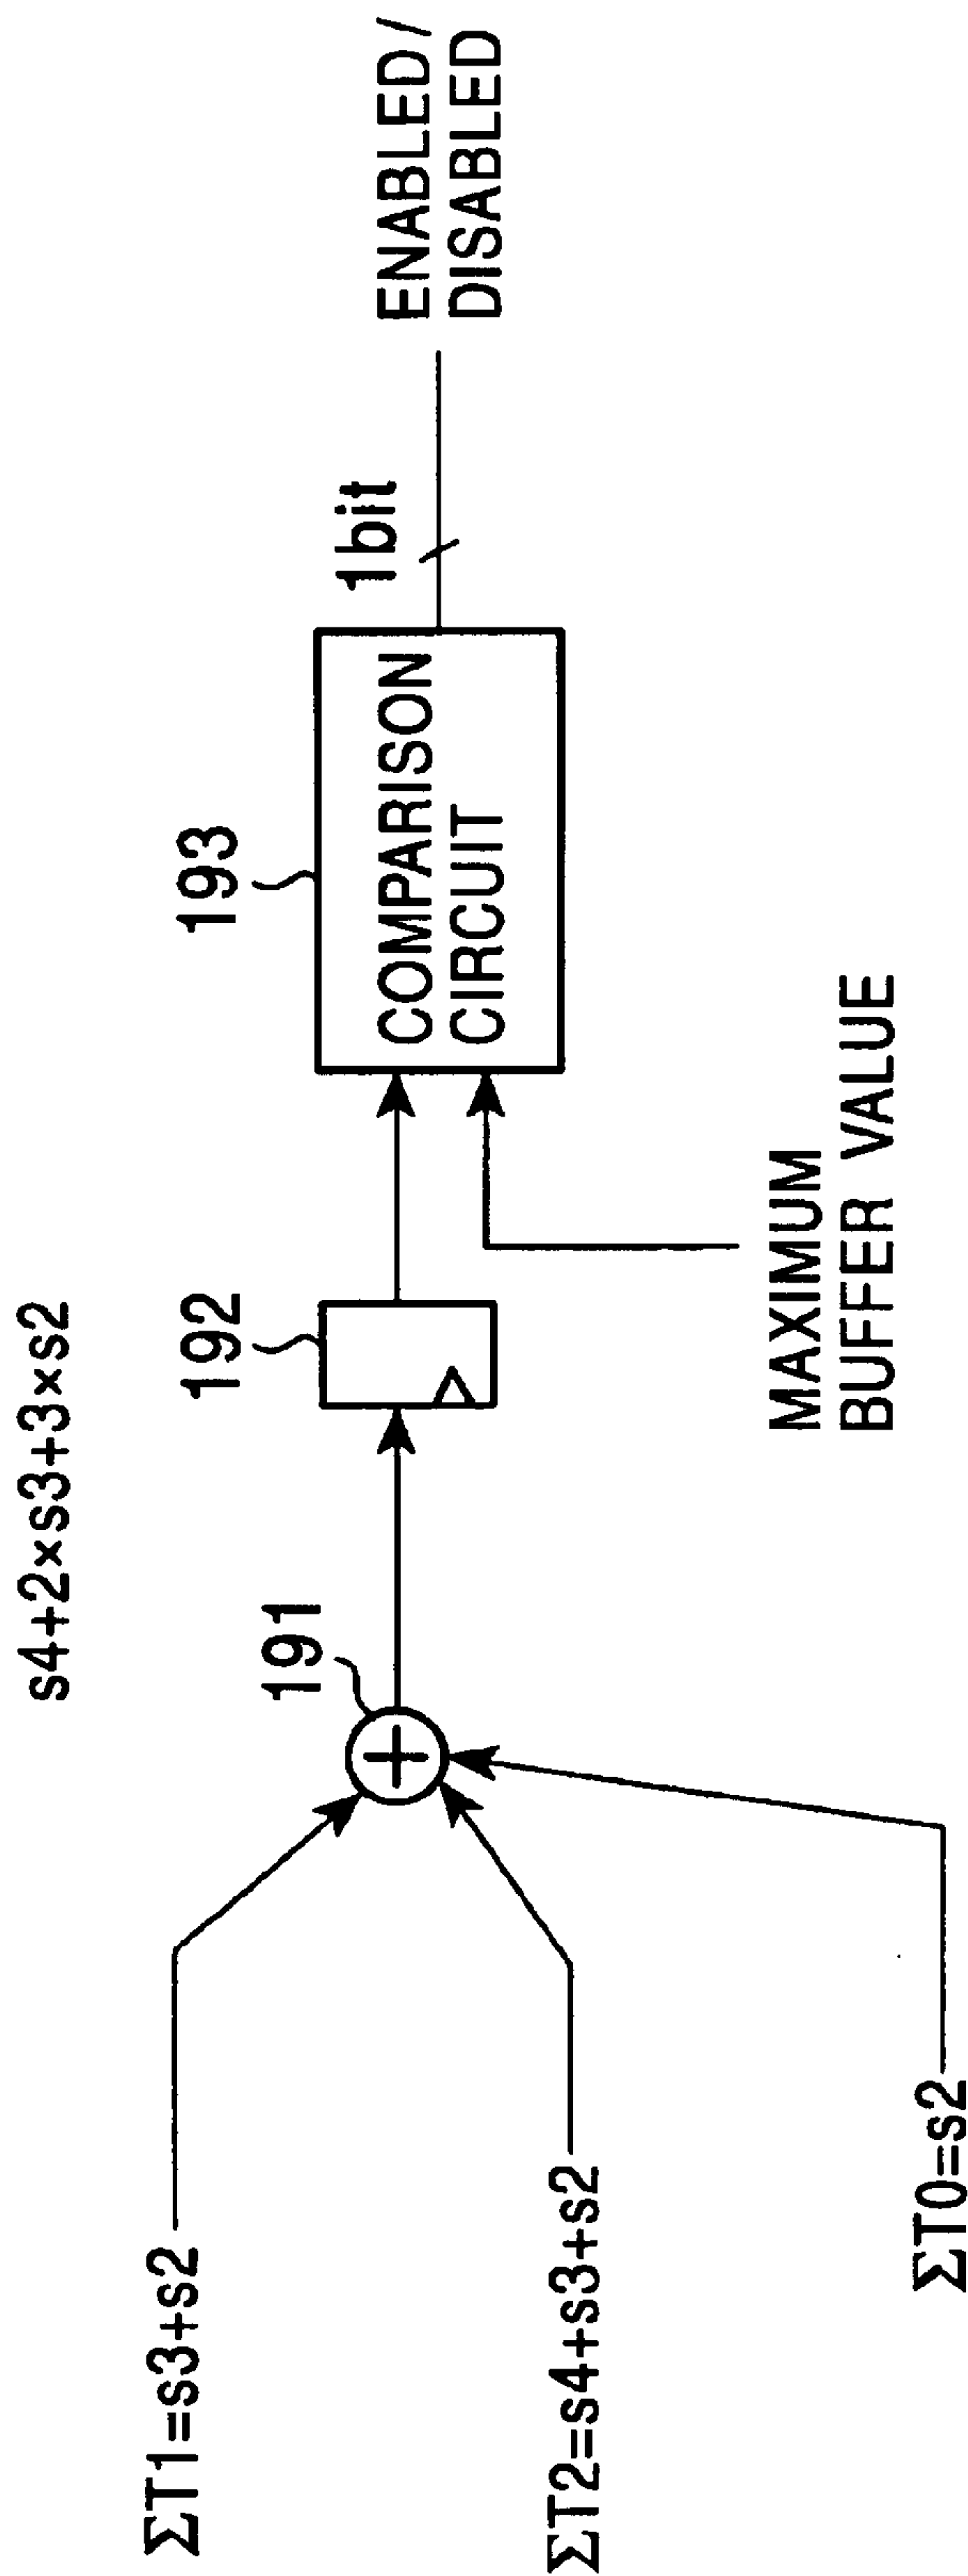 s4+2×s3+3×s2
ΣT1=s3+s2
191
192
193
1bit
ENABLED/
DISABLED
COMPARISON
CIRCUIT
ΣT2=s4+s3+s2
MAXIMUM
BUFFER VALUE
ΣT0=s2